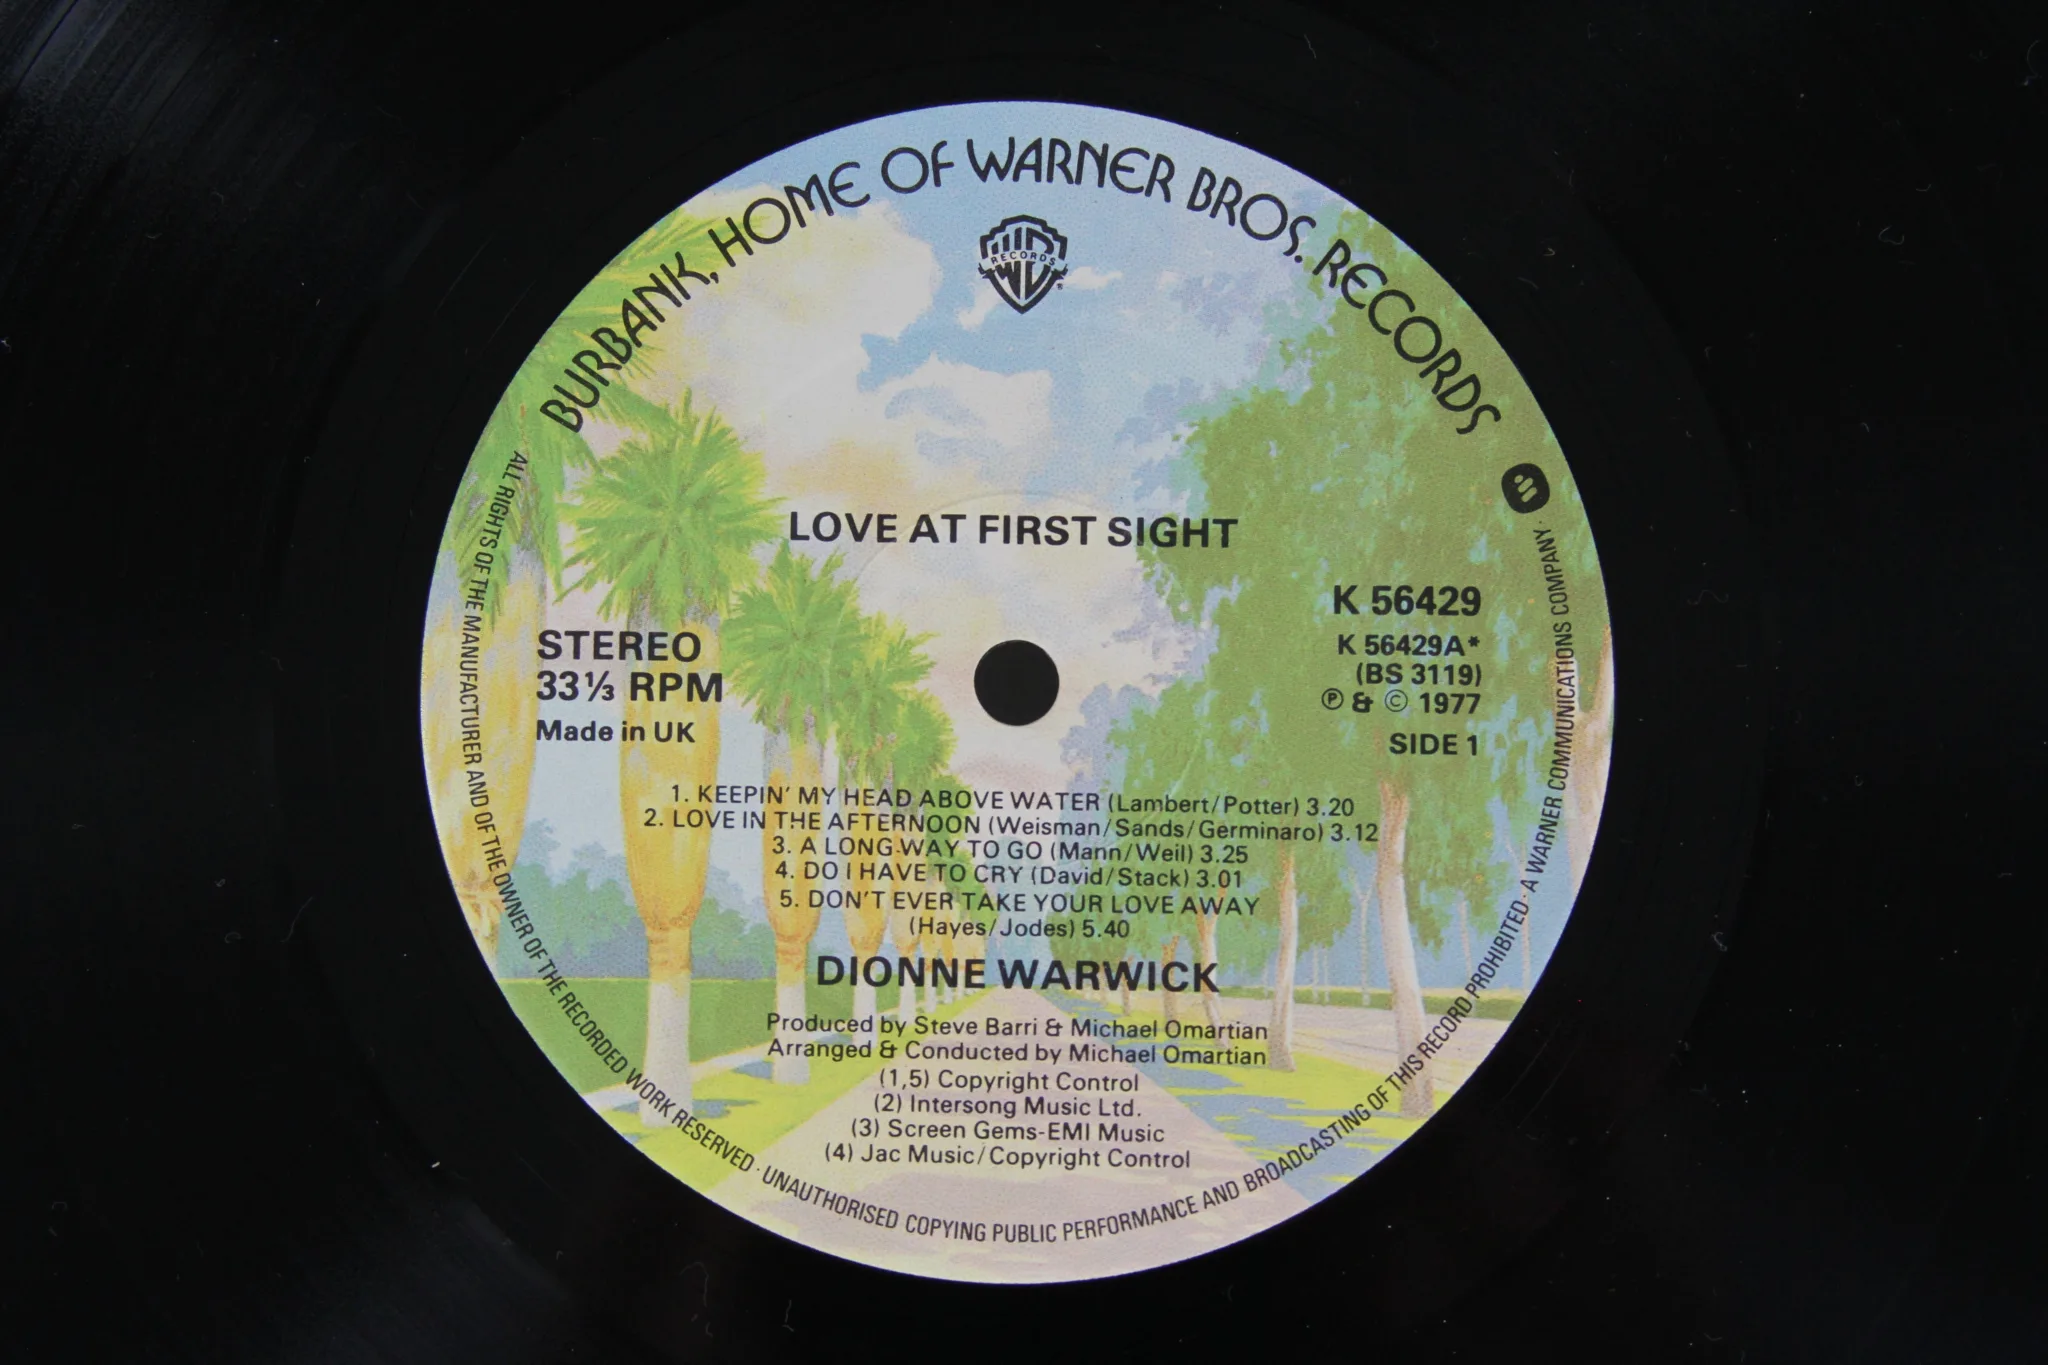 BURBANK, HOME OF WARNER BROS. RECORDS
RECORDS
LOVE AT FIRST SIGHT
STEREO
33⅓ RPM
Made in UK
K 56429
K 56429A*
(BS 3119)
Ⓟ & © 1977
SIDE 1
1. KEEPIN' MY HEAD ABOVE WATER (Lambert/Potter) 3.20
2. LOVE IN THE AFTERNOON (Weisman/Sands/Germinaro) 3.12
3. A LONG WAY TO GO (Mann/Weil) 3.25
4. DO I HAVE TO CRY (David/Stack) 3.01
5. DON'T EVER TAKE YOUR LOVE AWAY
(Hayes/Jodes) 5.40
DIONNE WARWICK
Produced by Steve Barri & Michael Omartian
Arranged & Conducted by Michael Omartian
(1,5) Copyright Control
(2) Intersong Music Ltd.
(3) Screen Gems-EMI Music
(4) Jac Music/Copyright Control
ALL RIGHTS OF THE MANUFACTURER AND OF THE OWNER OF THE RECORDED WORK RESERVED · UNAUTHORISED COPYING PUBLIC PERFORMANCE AND BROADCASTING OF THIS RECORD PROHIBITED · A WARNER COMMUNICATIONS COMPANY ·